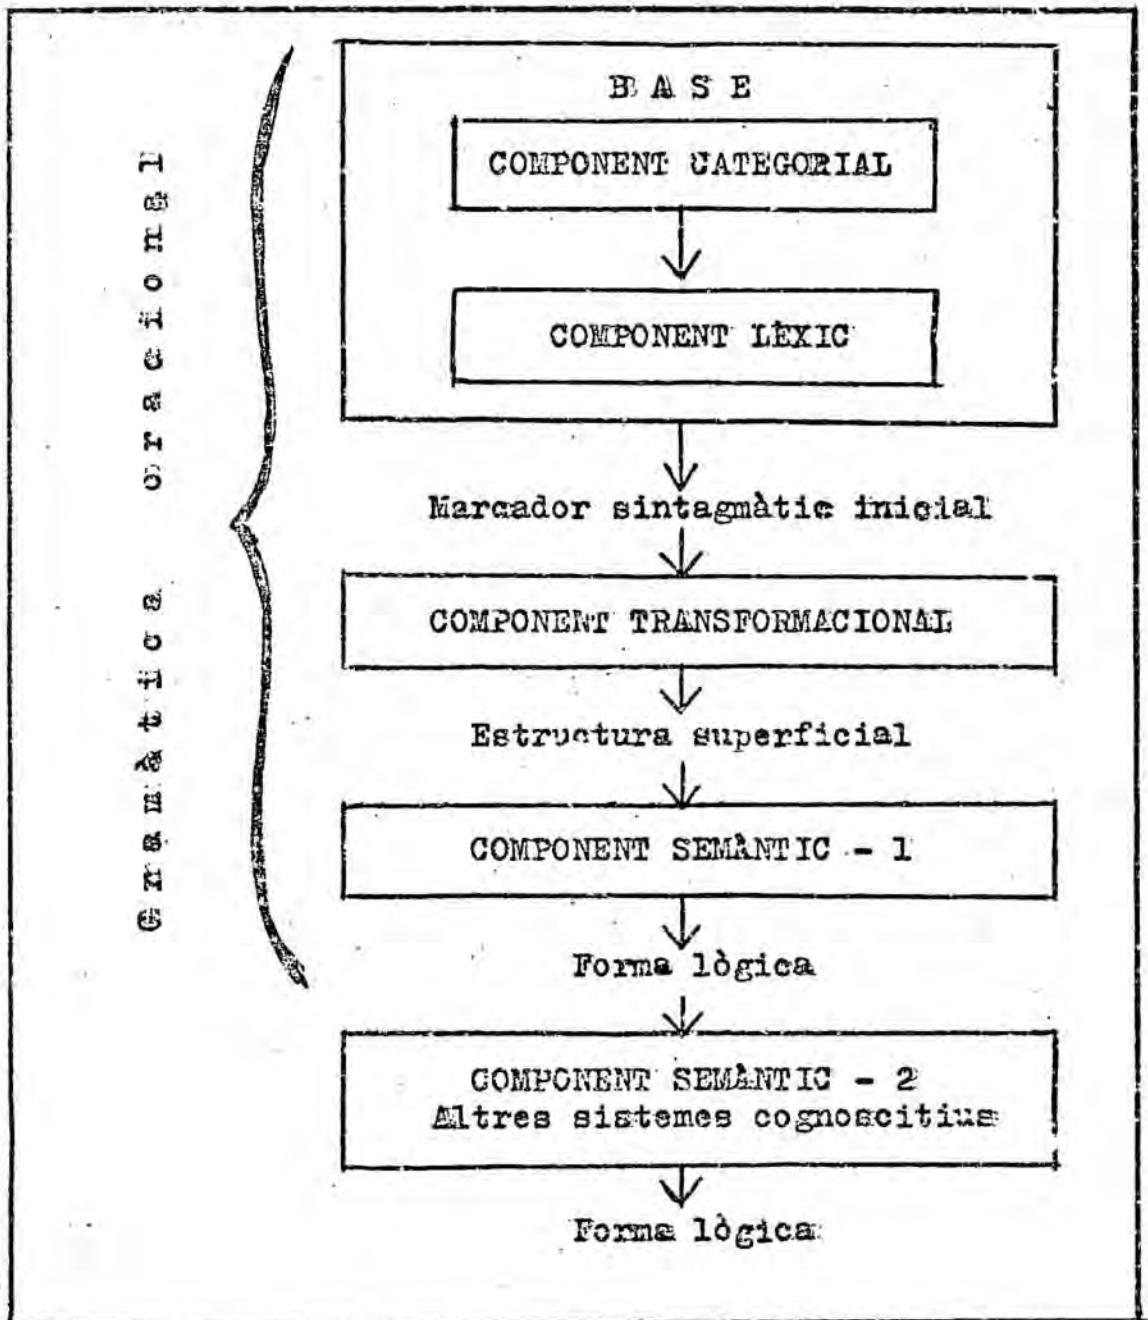 Gramàtica oracional
B A S E
COMPONENT CATEGORIAL
COMPONENT LÈXIC
Marcador sintagmàtic inicial
COMPONENT TRANSFORMACIONAL
Estructura superficial
COMPONENT SEMÀNTIC - 1
Forma lògica
COMPONENT SEMÀNTIC - 2
Altres sistemes cognoscitius
Forma lògica